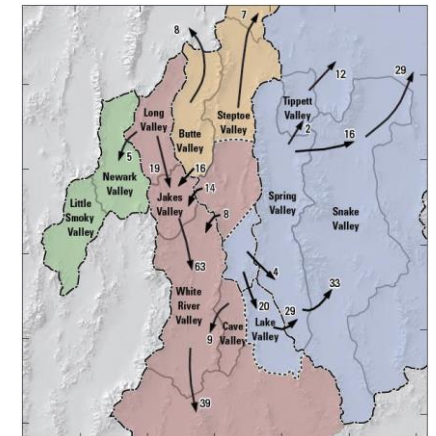 7
8
12
29
Tippett
Valley
Long
Valley
Butte
Valley
Steptoe
Valley
2
16
5
Newark
Valley
19
16
14
Jakes
Valley
Little
Smoky
Valley
Spring
Valley
Snake
Valley
8
63
4
White
River
Valley
20
33
29
Lake
Valley
Cave
Valley
9
39